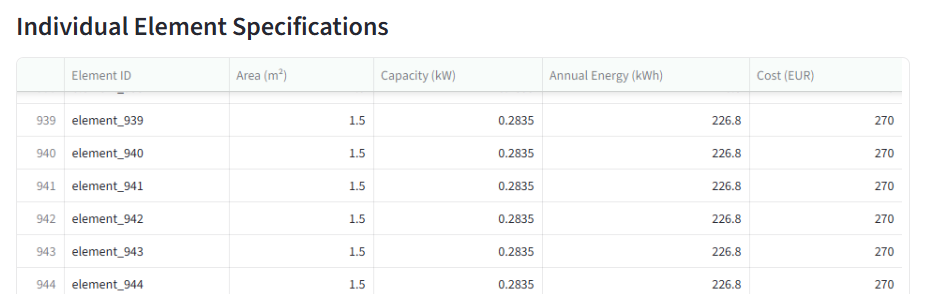 Individual Element Specifications
Element ID Area (m²) Capacity (kW) Annual Energy (kWh) Cost (EUR)
939 element_939 1.5 0.2835 226.8 270
940 element_940 1.5 0.2835 226.8 270
941 element_941 1.5 0.2835 226.8 270
942 element_942 1.5 0.2835 226.8 270
943 element_943 1.5 0.2835 226.8 270
944 element_944 1.5 0.2835 226.8 270